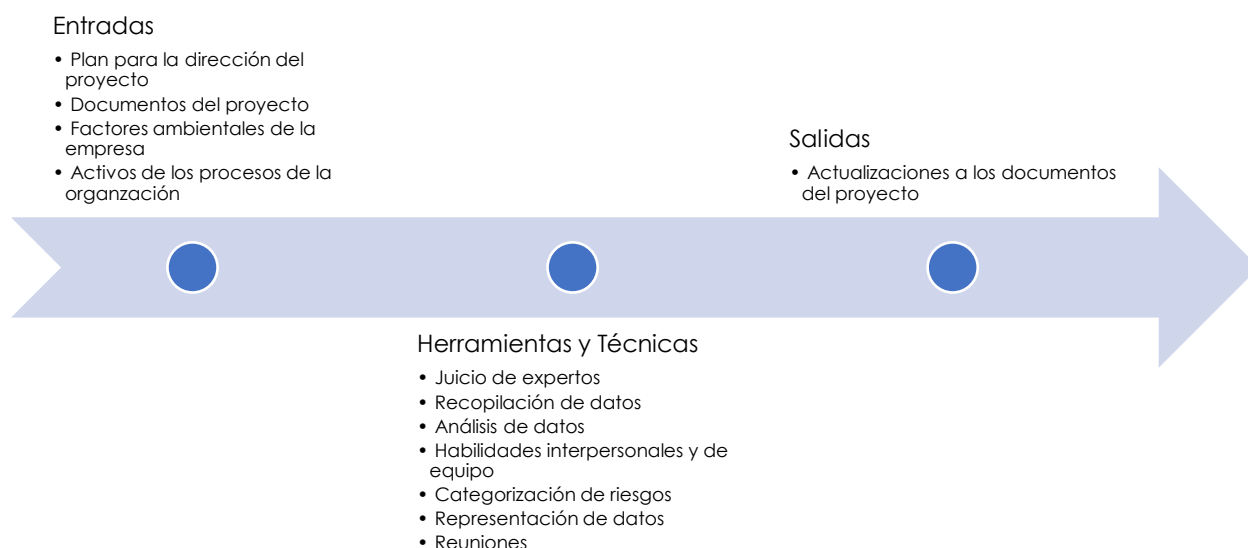 Entradas
• Plan para la dirección del
proyecto
• Documentos del proyecto
• Factores ambientales de la
empresa
• Activos de los procesos de la
organzación
Salidas
• Actualizaciones a los documentos
del proyecto
Herramientas y Técnicas
• Juicio de expertos
• Recopilación de datos
• Análisis de datos
• Habilidades interpersonales y de
equipo
• Categorización de riesgos
• Representación de datos
• Reuniones